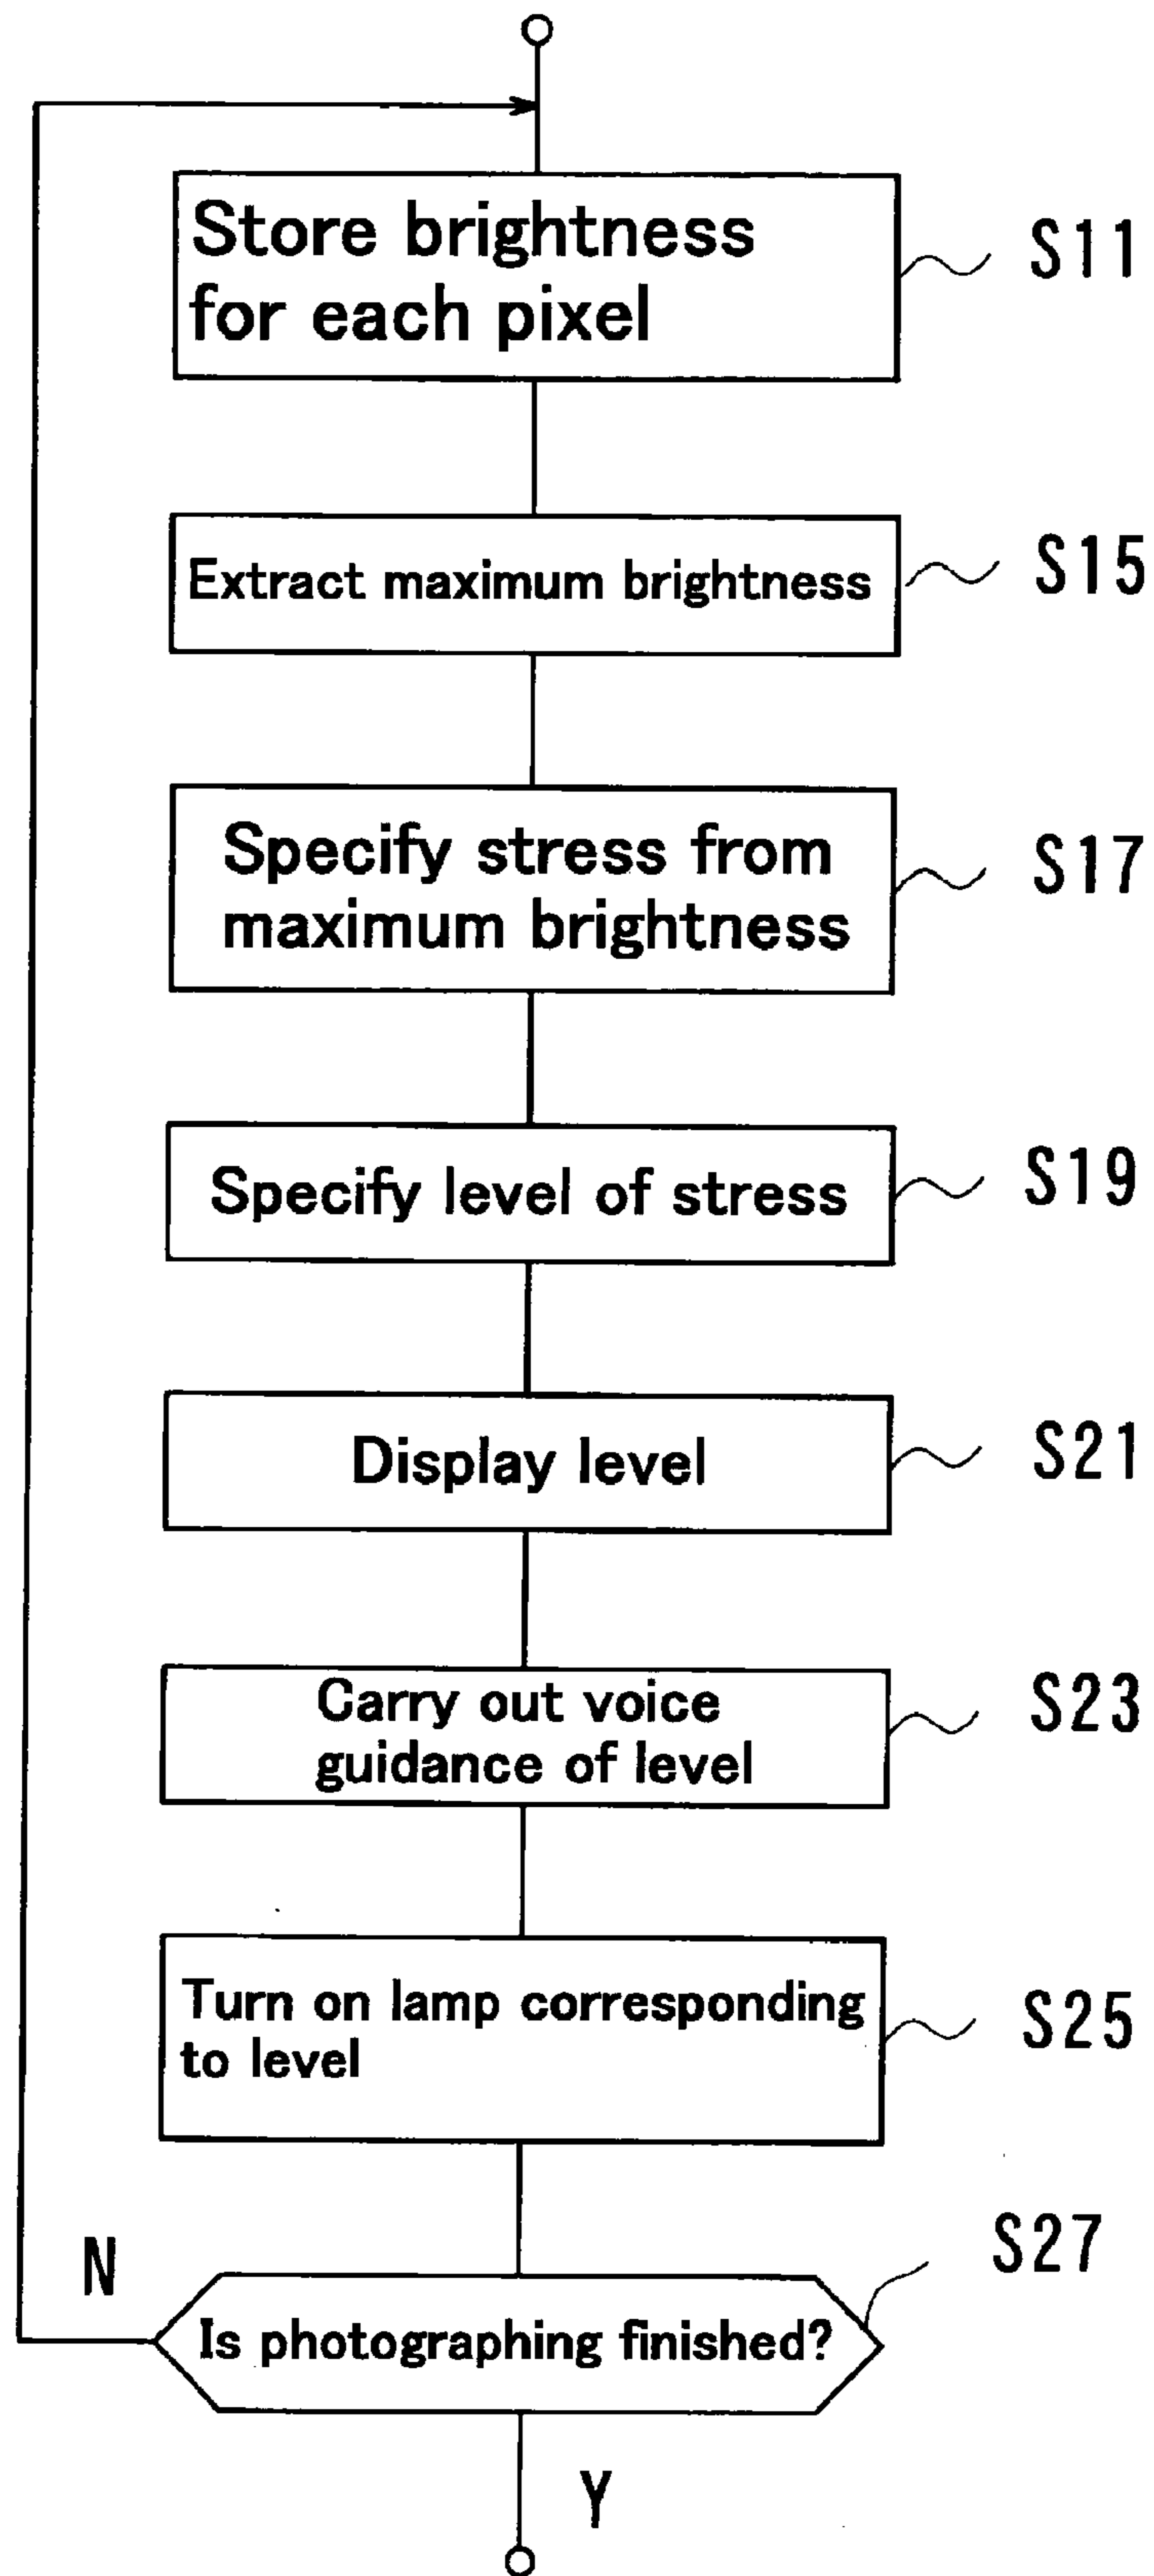 Store brightness
for each pixel
S11
Extract maximum brightness
S15
Specify stress from
maximum brightness
S17
Specify level of stress
S19
Display level
S21
Carry out voice
guidance of level
S23
Turn on lamp corresponding
to level
S25
S27
N
Is photographing finished?
Y